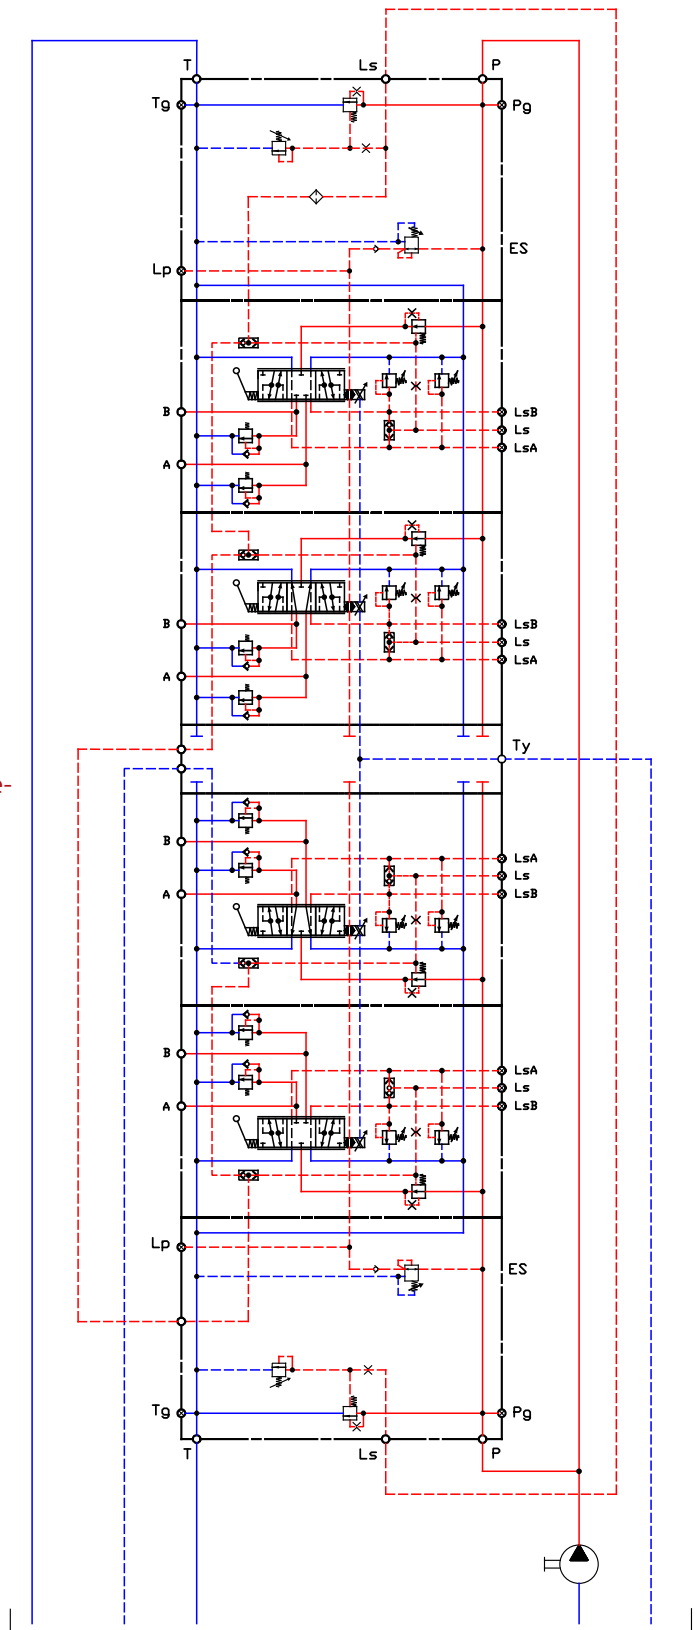 T Ls P
Tg Pg
ES
Lp
B LsB
Ls
A LsA
B LsB
Ls
A LsA
Ty
e-
B LsA
Ls
A LsB
B LsA
Ls
A LsB
Lp ES
Tg Pg
T Ls P